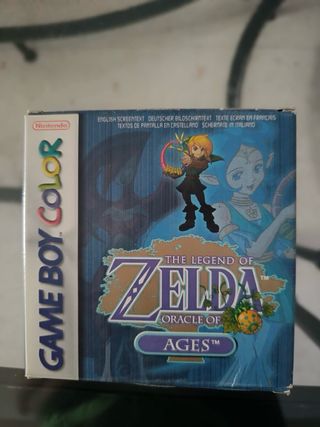 Nintendo
GAME BOY COLOR
ENGLISH SCREENTEXT DEUTSCHER BILDSCHIRMTEXT TEXTE ECRAN EN FRANÇAIS
TEXTOS DE PANTALLA EN CASTELLANO SCHERMATE IN ITALIANO
THE LEGEND OF
ZELDA™
ORACLE OF
AGES™